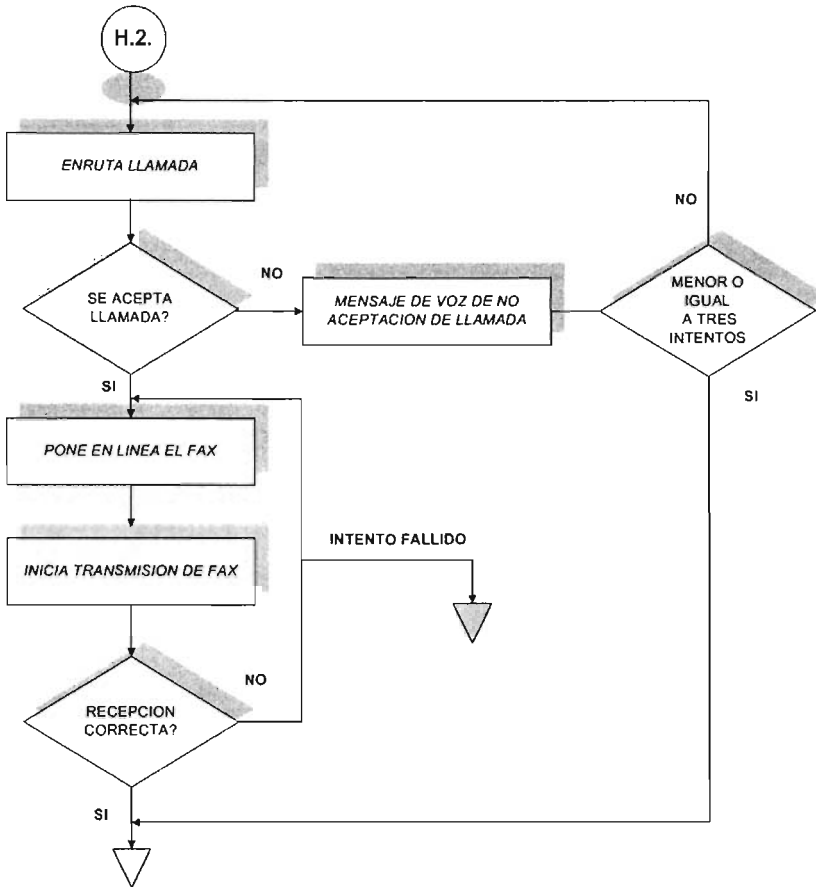 H.2.
ENRUTA LLAMADA
NO
SE ACEPTA
LLAMADA?
NO
MENSAJE DE VOZ DE NO
ACEPTACION DE LLAMADA
MENOR O
IGUAL
A TRES
INTENTOS
SI
SI
PONE EN LINEA EL FAX
INICIA TRANSMISION DE FAX
INTENTO FALLIDO
NO
RECEPCION
CORRECTA?
SI